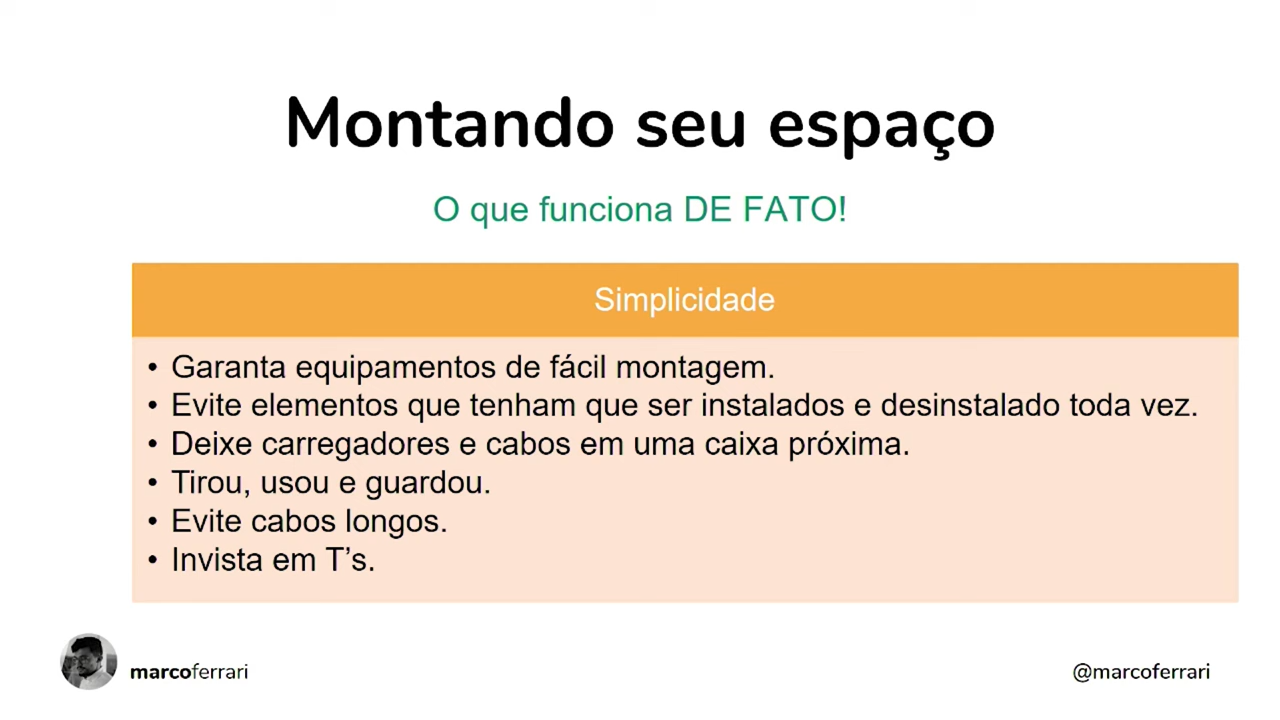 Montando seu espaço
O que funciona DE FATO!
Simplicidade
• Garanta equipamentos de fácil montagem.
• Evite elementos que tenham que ser instalados e desinstalado toda vez.
• Deixe carregadores e cabos em uma caixa próxima.
• Tirou, usou e guardou.
• Evite cabos longos.
• Invista em T’s.
marcoferrari
@marcoferrari